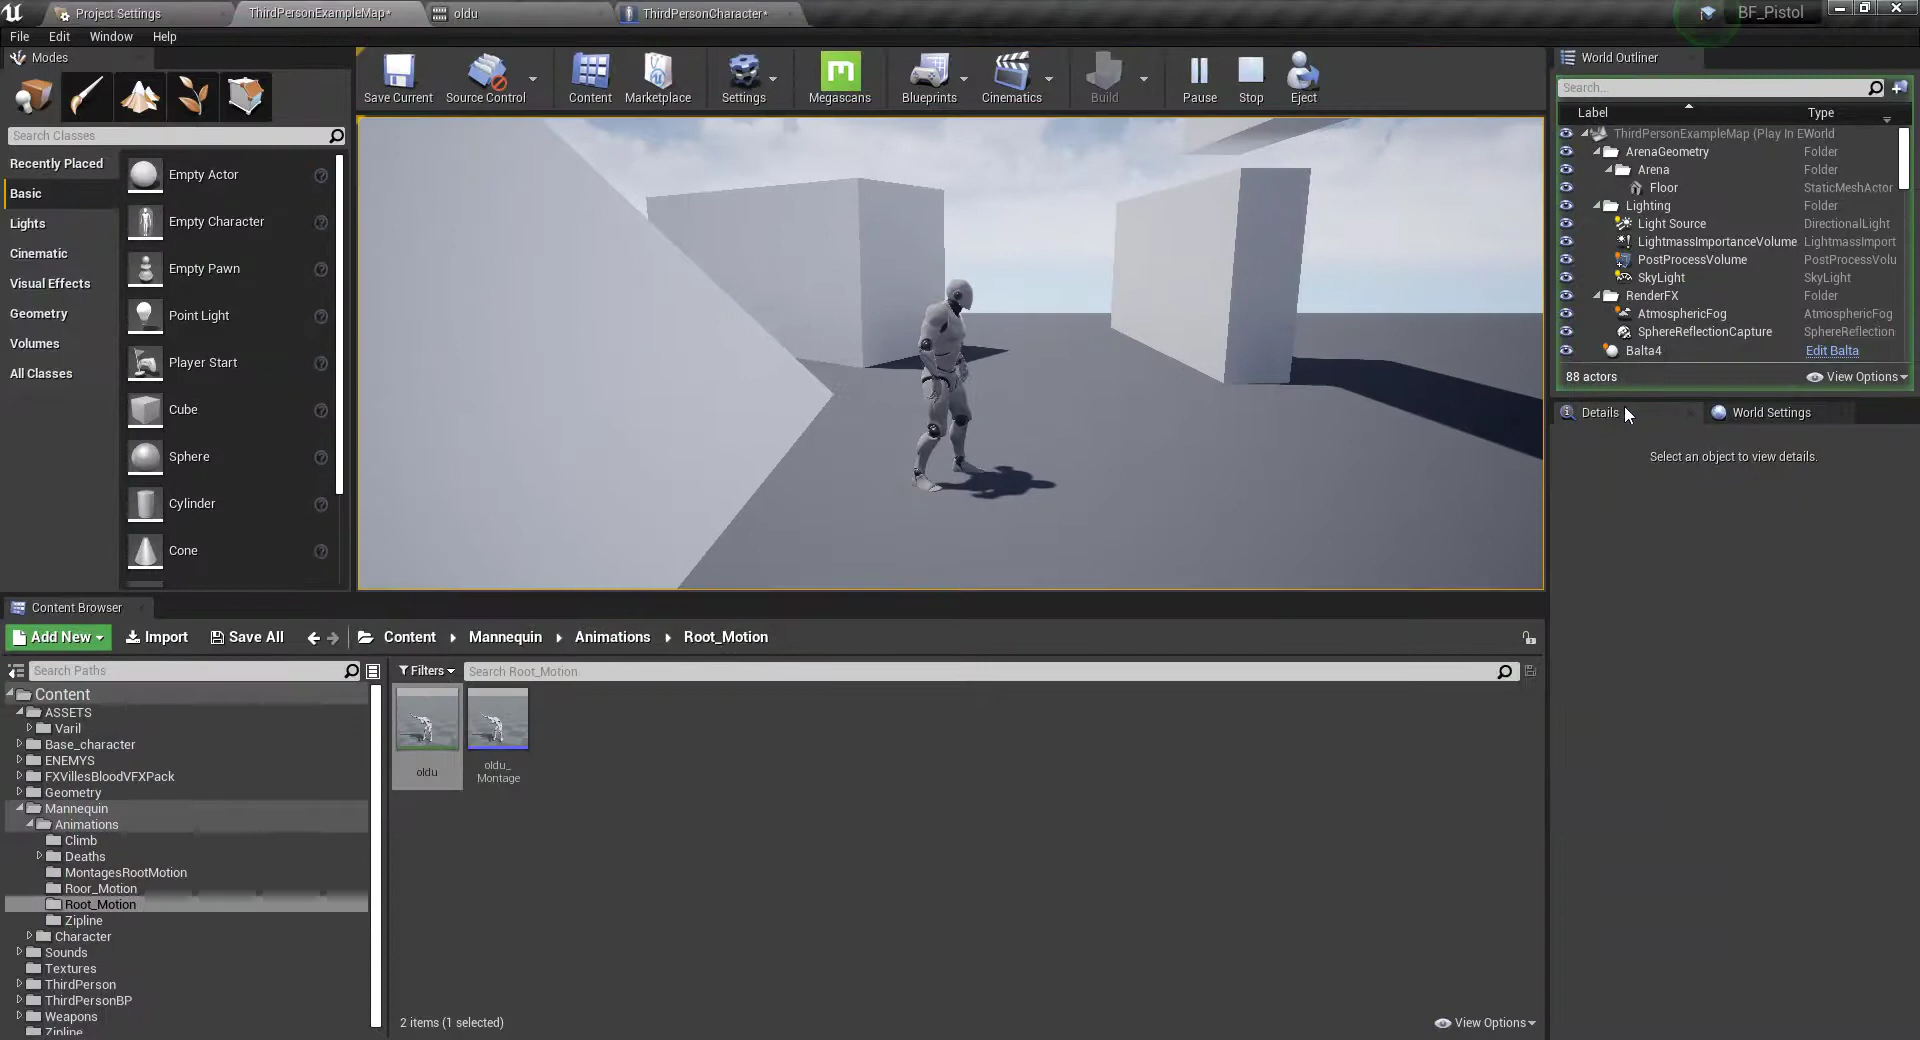 Project Settings
ThirdPersonExampleMap*
oldu
ThirdPersonCharacter*
BF_Pistol
File Edit Window Help
Modes
Save Current
Source Control
Content
Marketplace
Settings
Megascans
Blueprints
Cinematics
Build
Pause
Stop
Eject
Search Classes
Recently Placed
Basic
Lights
Cinematic
Visual Effects
Geometry
Volumes
All Classes
Empty Actor
Empty Character
Empty Pawn
Point Light
Player Start
Cube
Sphere
Cylinder
Cone
World Outliner
Search...
Label Type
ThirdPersonExampleMap (Play In E World
ArenaGeometry Folder
Arena Folder
Floor StaticMeshActor
Lighting Folder
Light Source DirectionalLight
LightmassImportanceVolume LightmassImport
PostProcessVolume PostProcessVolu
SkyLight SkyLight
RenderFX Folder
AtmosphericFog AtmosphericFog
SphereReflectionCapture SphereReflection
Balta4 Edit Balta
88 actors View Options
Details World Settings
Select an object to view details.
Content Browser
Add New Import Save All Content Mannequin Animations Root_Motion
Search Paths
Filters Search Root_Motion
Content
ASSETS
Varil
Base_character
ENEMYS
FXVillesBloodVFXPack
Geometry
Mannequin
Animations
Climb
Deaths
MontagesRootMotion
Roor_Motion
Root_Motion
Zipline
Character
Sounds
Textures
ThirdPerson
ThirdPersonBP
Weapons
Zipline
oldu
oldu_
Montage
2 items (1 selected) View Options